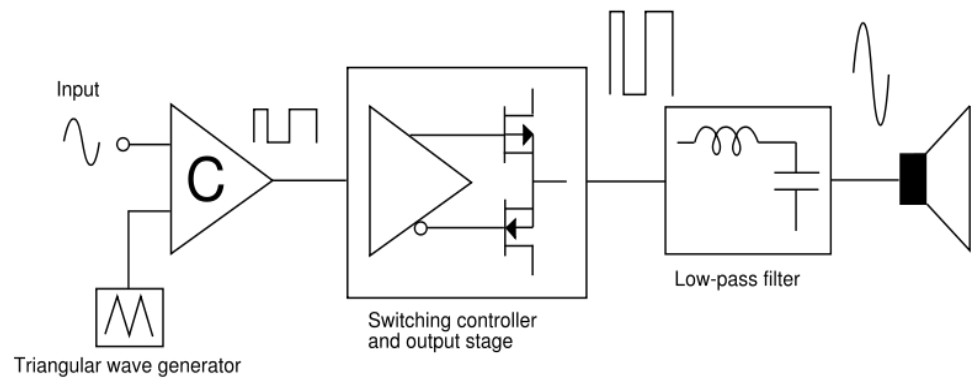 Input
C
Triangular wave generator
Switching controller
and output stage
Low-pass filter